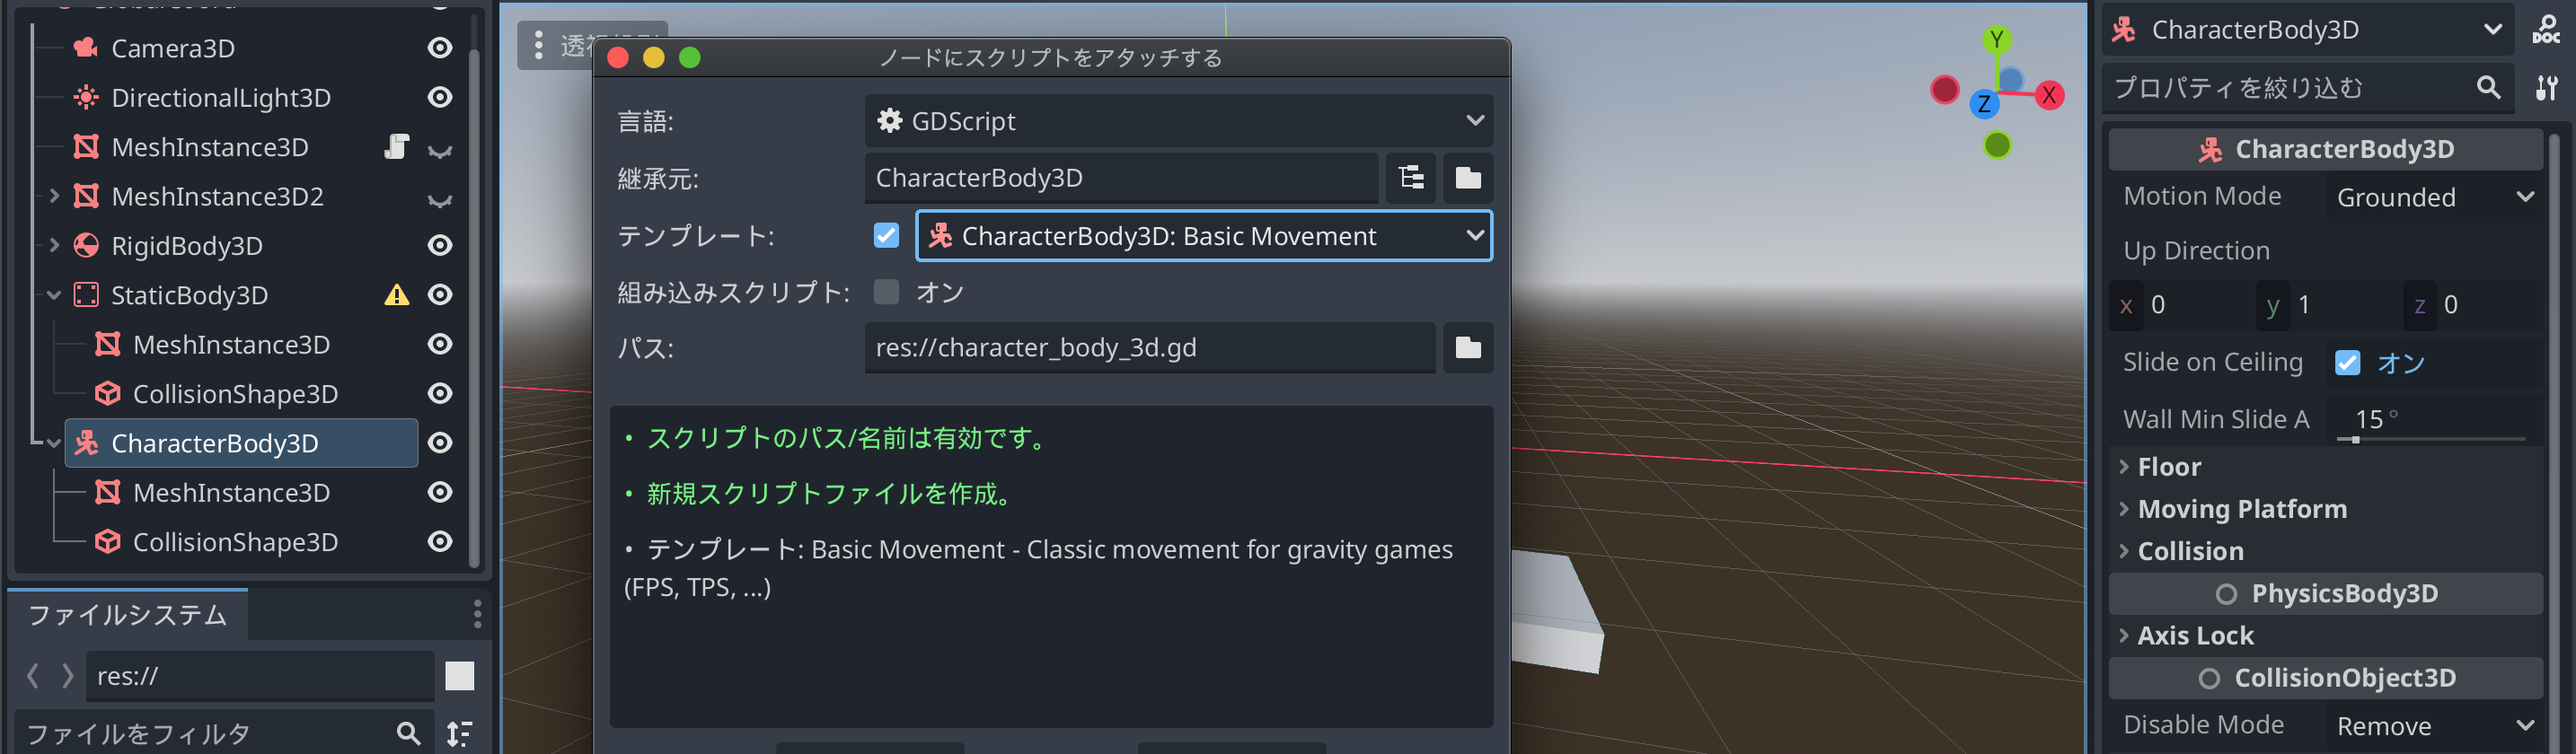 Camera3D
DirectionalLight3D
MeshInstance3D
MeshInstance3D2
RigidBody3D
StaticBody3D
MeshInstance3D
CollisionShape3D
CharacterBody3D
MeshInstance3D
CollisionShape3D
ファイルシステム
res://
ファイルをフィルタ
ノードにスクリプトをアタッチする
言語:
GDScript
継承元:
CharacterBody3D
テンプレート:
CharacterBody3D: Basic Movement
組み込みスクリプト:
オン
パス:
res://character_body_3d.gd
• スクリプトのパス/名前は有効です。
• 新規スクリプトファイルを作成。
• テンプレート: Basic Movement - Classic movement for gravity games
(FPS, TPS, ...)
Y
X
Z
CharacterBody3D
DOC
プロパティを絞り込む
CharacterBody3D
Motion Mode
Grounded
Up Direction
x 0
y 1
z 0
Slide on Ceiling
オン
Wall Min Slide A
15°
Floor
Moving Platform
Collision
PhysicsBody3D
Axis Lock
CollisionObject3D
Disable Mode
Remove